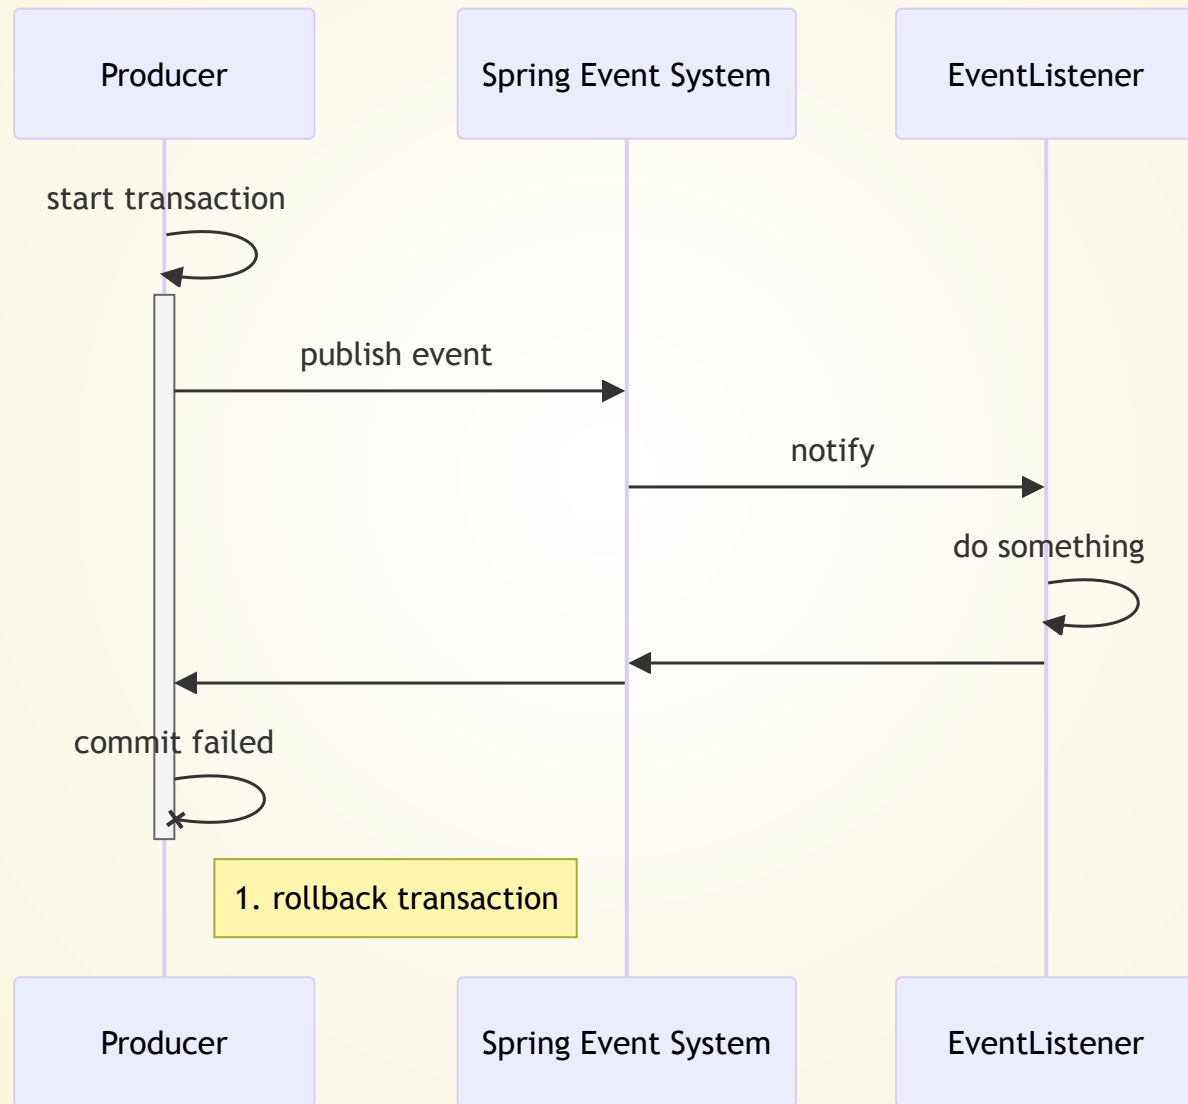 Producer
Spring Event System
EventListener
start transaction
publish event
notify
do something
commit failed
1. rollback transaction
Producer
Spring Event System
EventListener